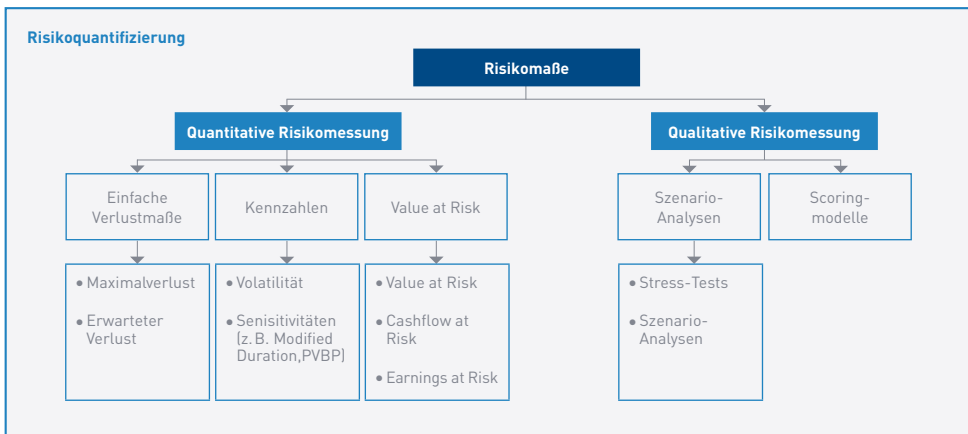 Risikoquantifizierung
Risikomaße
Quantitative Risikomessung
Qualitative Risikomessung
Einfache
Verlustmaße
Kennzahlen
Value at Risk
Szenario-
Analysen
Scoring-
modelle
• Maximalverlust
• Erwarteter
Verlust
• Volatilität
• Senisitivitäten
(z. B. Modified
Duration,PVBP)
• Value at Risk
• Cashflow at
Risk
• Earnings at Risk
• Stress-Tests
• Szenario-
Analysen